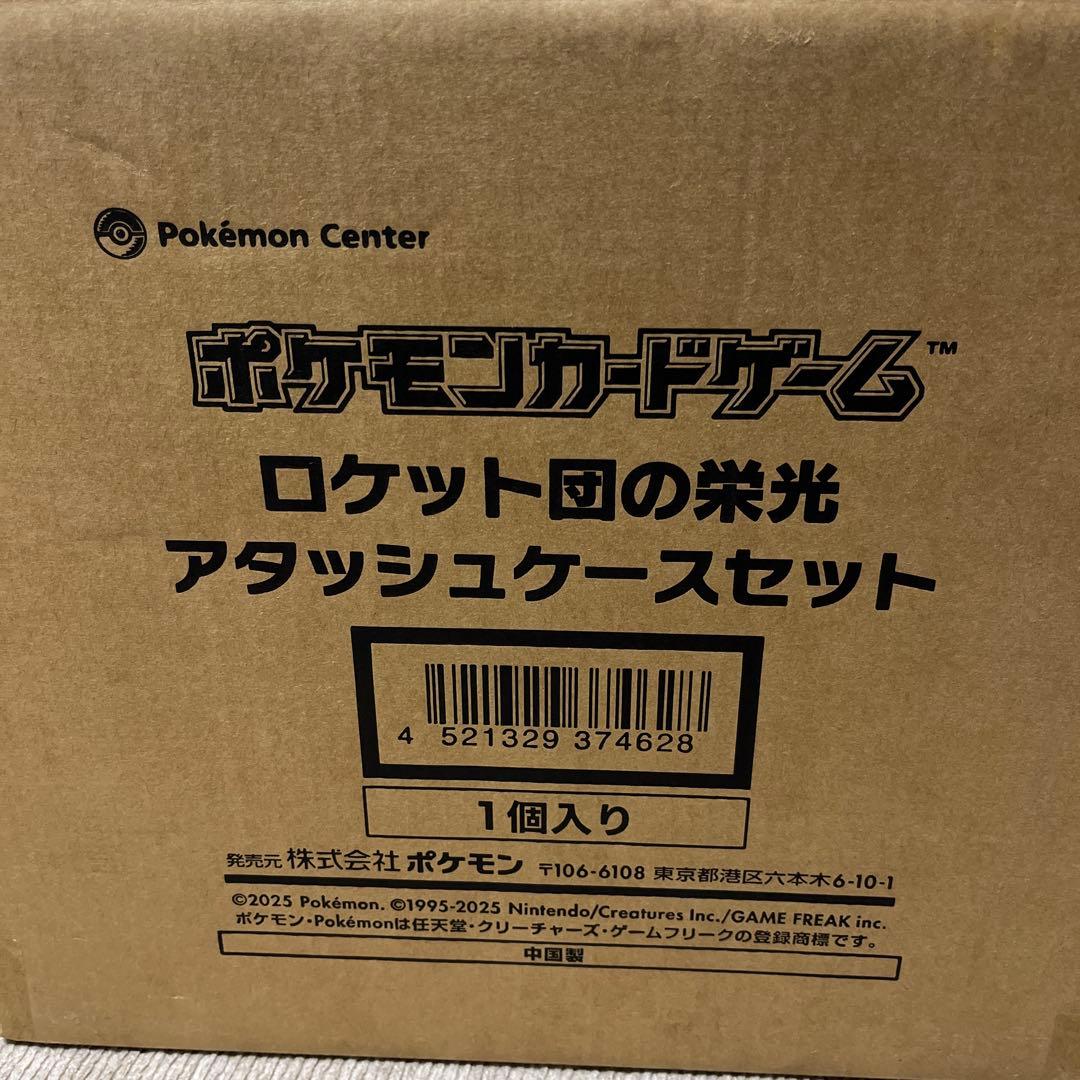 Pokémon Center
ポケモンカードゲーム™
ロケット団の栄光
アタッシュケースセット
4 521329 374628
1個入り
発売元 株式会社 ポケモン 〒106-6108 東京都港区六本木6-10-1
©2025 Pokémon. ©1995-2025 Nintendo/Creatures Inc./GAME FREAK inc.
ポケモン・Pokémonは任天堂・クリーチャーズ・ゲームフリークの登録商標です。
中国製